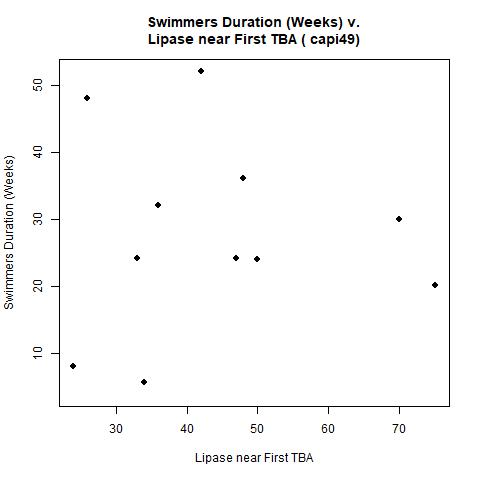 Swimmers Duration (Weeks) v.
Lipase near First TBA ( capi49)
Swimmers Duration (Weeks)
50
40
30
20
10
30 40 50 60 70
Lipase near First TBA